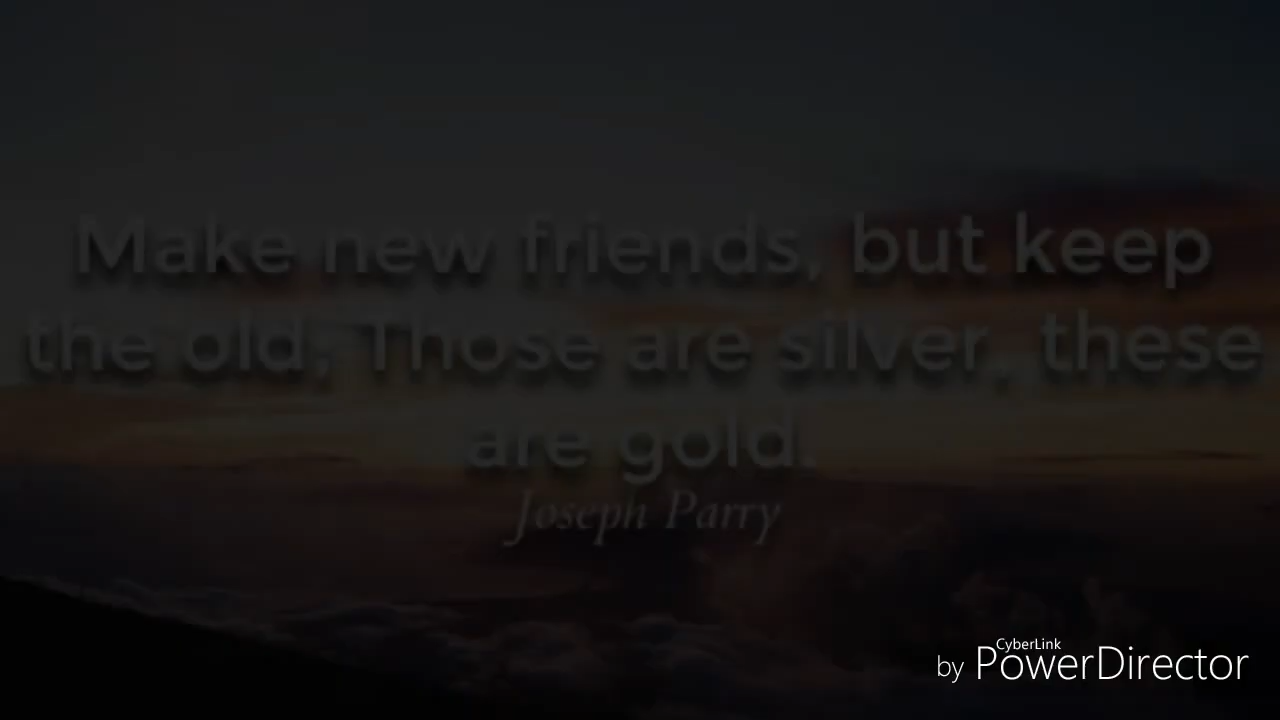 Make new friends, but keep
the old, Those are silver, these
are gold.
Joseph Parry
CyberLink
by PowerDirector